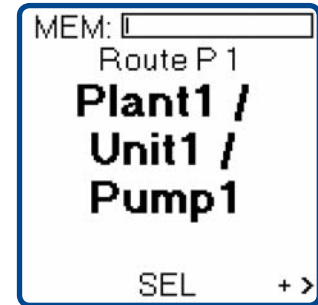 MEM:
Route P 1
Plant1 /
Unit1 /
Pump1
SEL + >